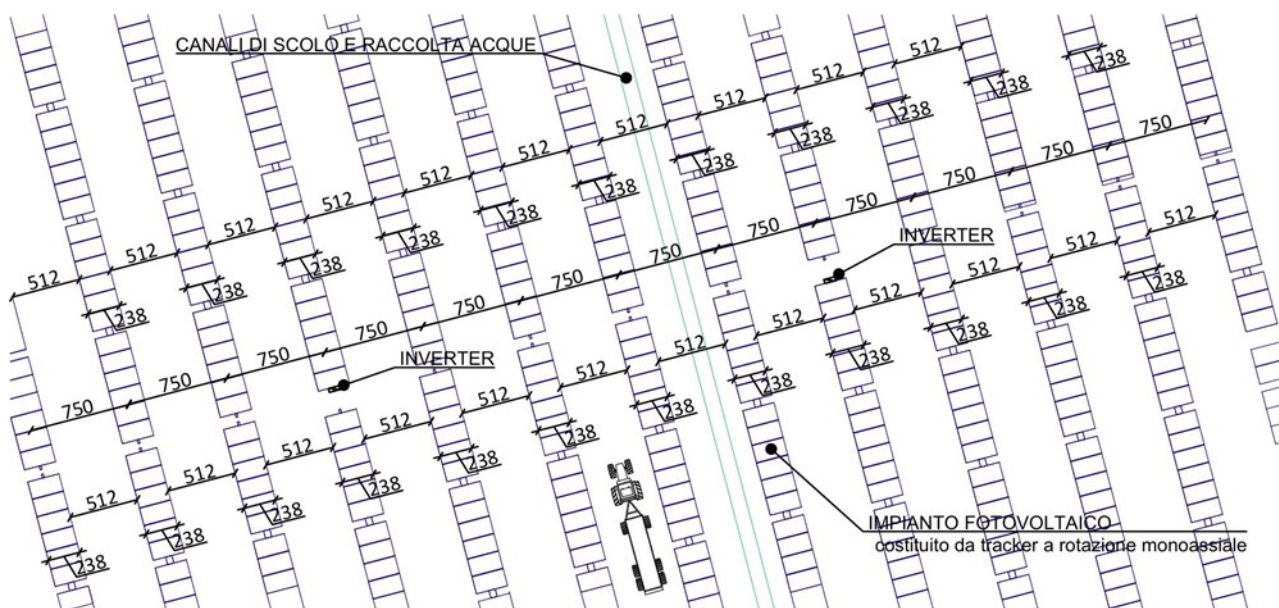 CANALI DI SCOLO E RACCOLTA ACQUE
512 512 512 512 512 512 512 512 512 512
238 238 238 238 238 238 238 238 238 238 238
750 750 750 750 750 750 750 750 750 750 750 750
INVERTER
INVERTER
512 512 512 512 512 512 512 512 512 512 512 512
238 238 238 238 238 238 238 238 238 238 238 238
IMPIANTO FOTOVOLTAICO
costituito da tracker a rotazione monoassiale